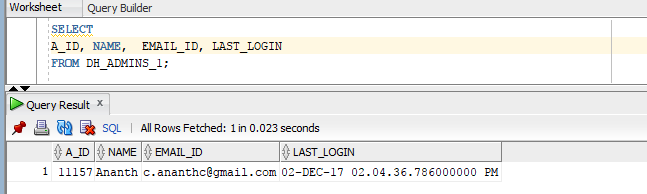 Worksheet Query Builder
SELECT
A_ID, NAME, EMAIL_ID, LAST_LOGIN
FROM DH_ADMINS_1;
Query Result x
SQL | All Rows Fetched: 1 in 0.023 seconds
A_ID NAME EMAIL_ID LAST_LOGIN
1 11157 Ananth c.ananthc@gmail.com 02-DEC-17 02.04.36.786000000 PM